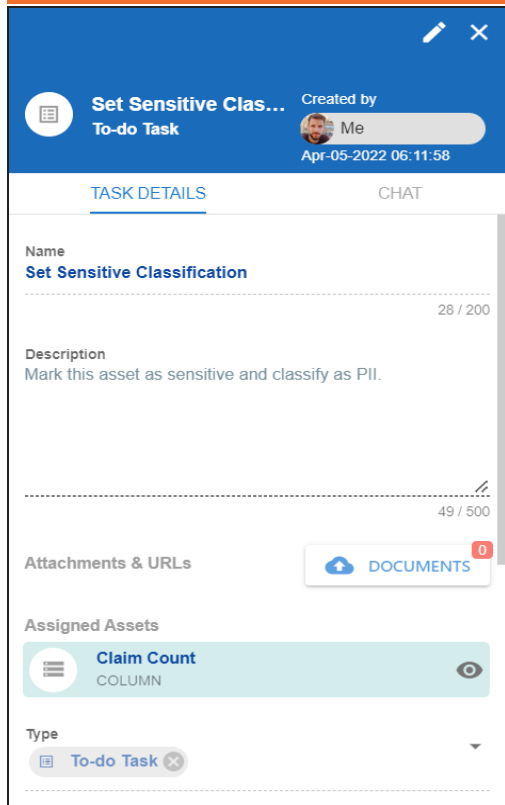 Set Sensitive Clas...
To-do Task
Created by
Me
Apr-05-2022 06:11:58
TASK DETAILS
CHAT
Name
Set Sensitive Classification
28 / 200
Description
Mark this asset as sensitive and classify as PII.
49 / 500
Attachments & URLs
DOCUMENTS
0
Assigned Assets
Claim Count
COLUMN
Type
To-do Task